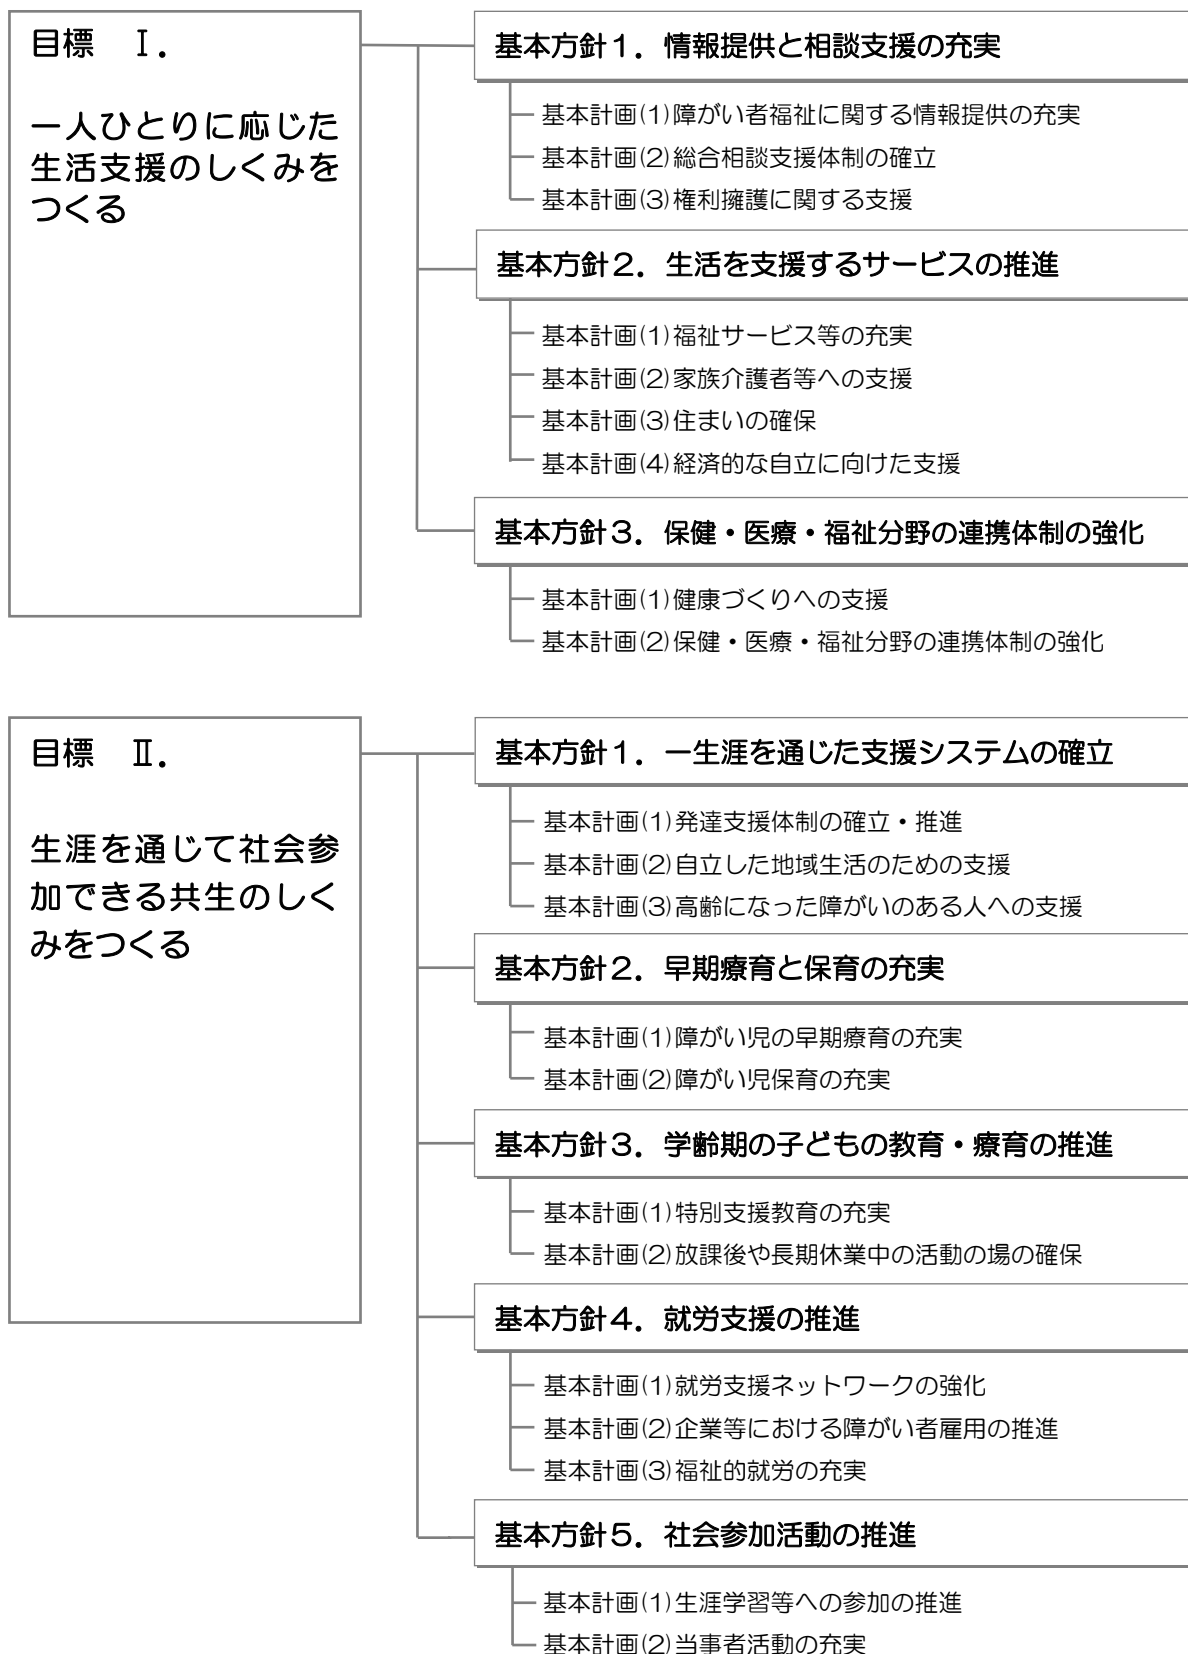 目標　Ⅰ．
一人ひとりに応じた
生活支援のしくみを
つくる
基本方針１．情報提供と相談支援の充実
基本計画(1)障がい者福祉に関する情報提供の充実
基本計画(2)総合相談支援体制の確立
基本計画(3)権利擁護に関する支援
基本方針２．生活を支援するサービスの推進
基本計画(1)福祉サービス等の充実
基本計画(2)家族介護者等への支援
基本計画(3)住まいの確保
基本計画(4)経済的な自立に向けた支援
基本方針３．保健・医療・福祉分野の連携体制の強化
基本計画(1)健康づくりへの支援
基本計画(2)保健・医療・福祉分野の連携体制の強化
目標　Ⅱ．
生涯を通じて社会参
加できる共生のしく
みをつくる
基本方針１．一生涯を通じた支援システムの確立
基本計画(1)発達支援体制の確立・推進
基本計画(2)自立した地域生活のための支援
基本計画(3)高齢になった障がいのある人への支援
基本方針２．早期療育と保育の充実
基本計画(1)障がい児の早期療育の充実
基本計画(2)障がい児保育の充実
基本方針３．学齢期の子どもの教育・療育の推進
基本計画(1)特別支援教育の充実
基本計画(2)放課後や長期休業中の活動の場の確保
基本方針４．就労支援の推進
基本計画(1)就労支援ネットワークの強化
基本計画(2)企業等における障がい者雇用の推進
基本計画(3)福祉的就労の充実
基本方針５．社会参加活動の推進
基本計画(1)生涯学習等への参加の推進
基本計画(2)当事者活動の充実